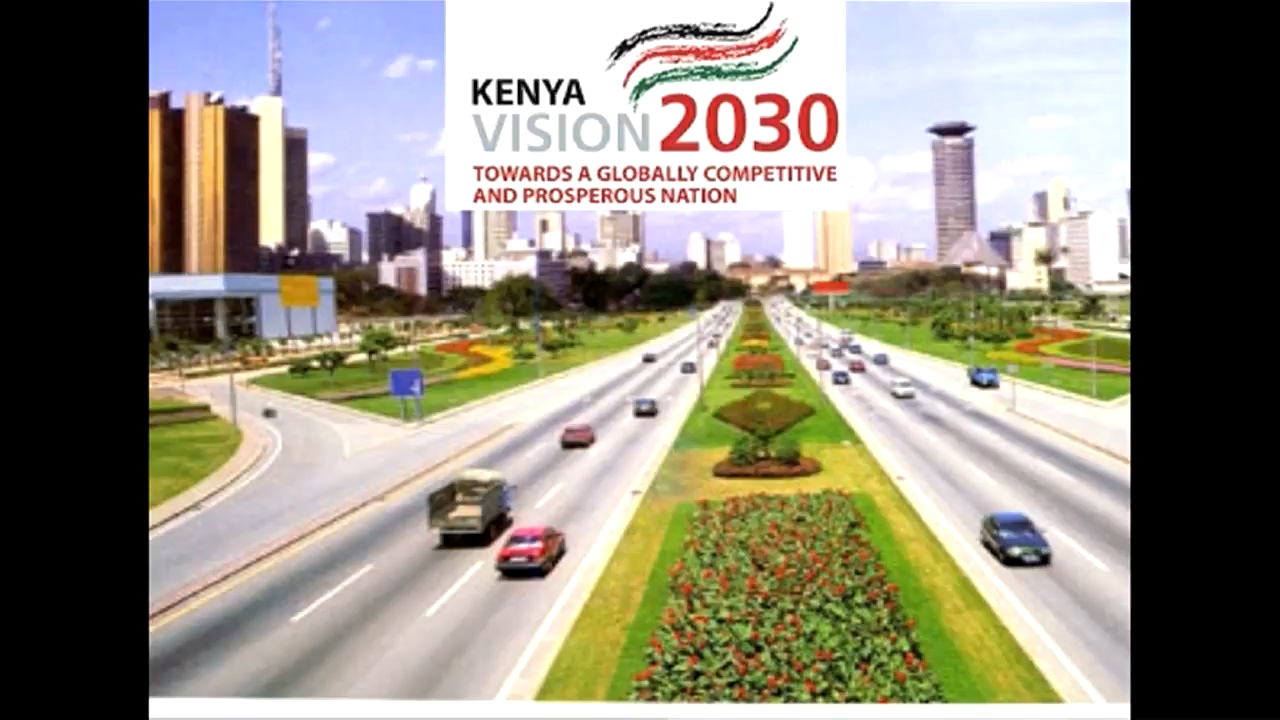 KENYA
VISION 2030
TOWARDS A GLOBALLY COMPETITIVE
AND PROSPEROUS NATION